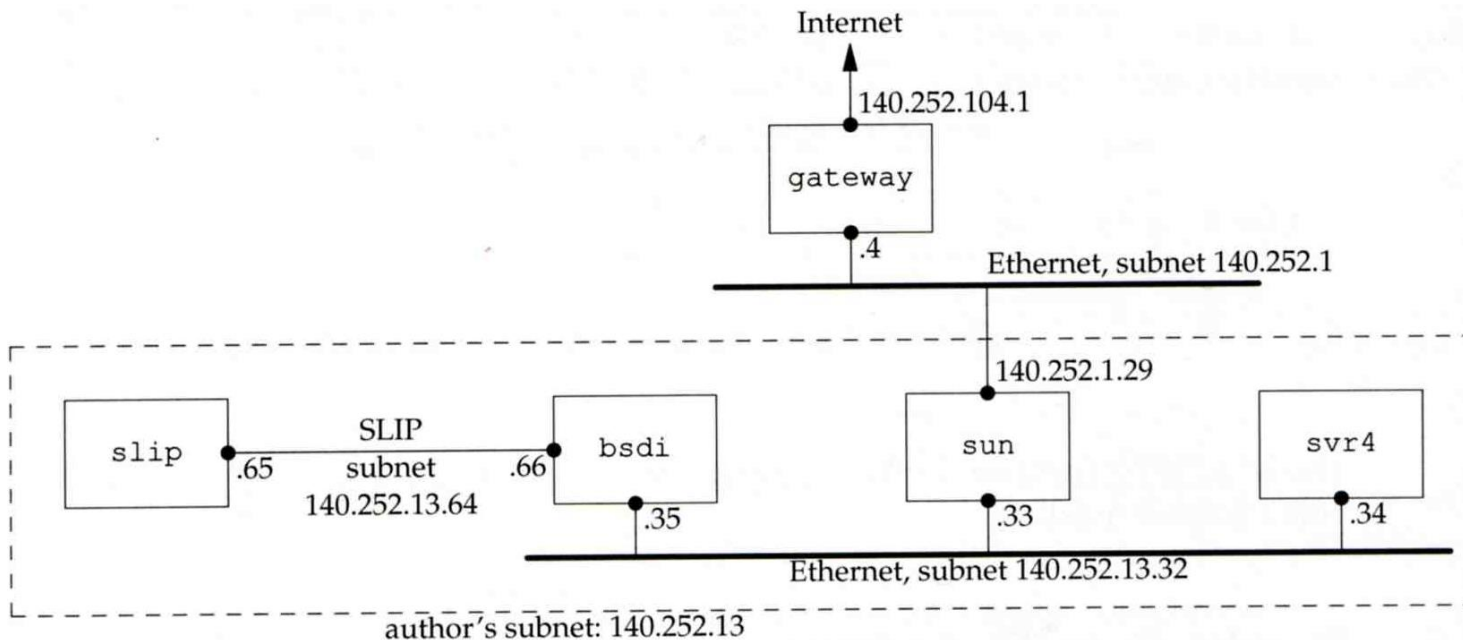 Internet
140.252.104.1
gateway
.4
Ethernet, subnet 140.252.1
140.252.1.29
slip
SLIP
bsdi
sun
svr4
.65
subnet
.66
140.252.13.64
.35
.33
.34
Ethernet, subnet 140.252.13.32
author's subnet: 140.252.13